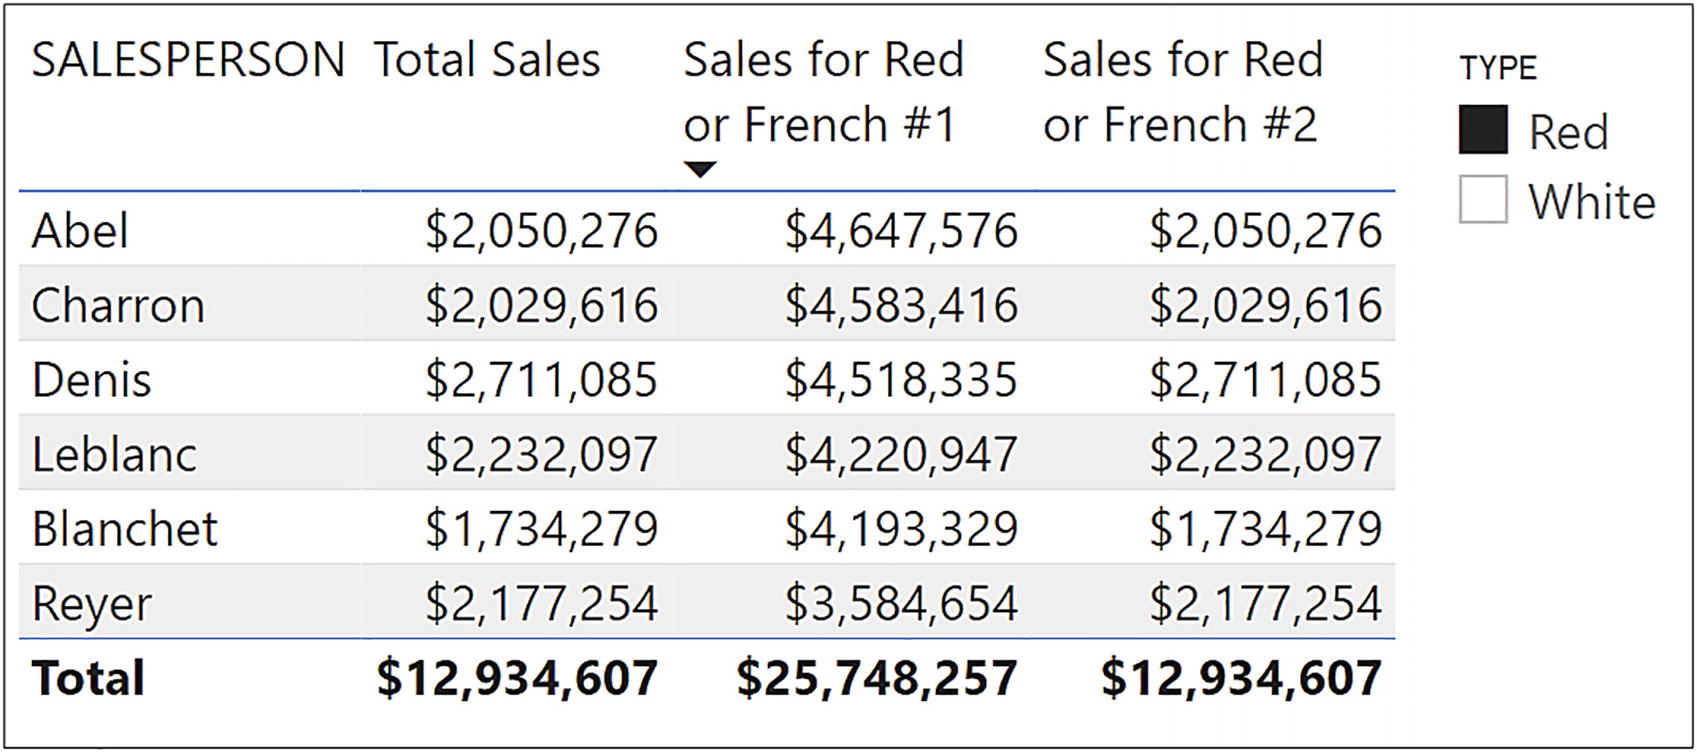 SALESPERSON Total Sales Sales for Red Sales for Red
or French #1 or French #2
TYPE
Red
White
Abel $2,050,276 $4,647,576 $2,050,276
Charron $2,029,616 $4,583,416 $2,029,616
Denis $2,711,085 $4,518,335 $2,711,085
Leblanc $2,232,097 $4,220,947 $2,232,097
Blanchet $1,734,279 $4,193,329 $1,734,279
Reyer $2,177,254 $3,584,654 $2,177,254
Total $12,934,607 $25,748,257 $12,934,607